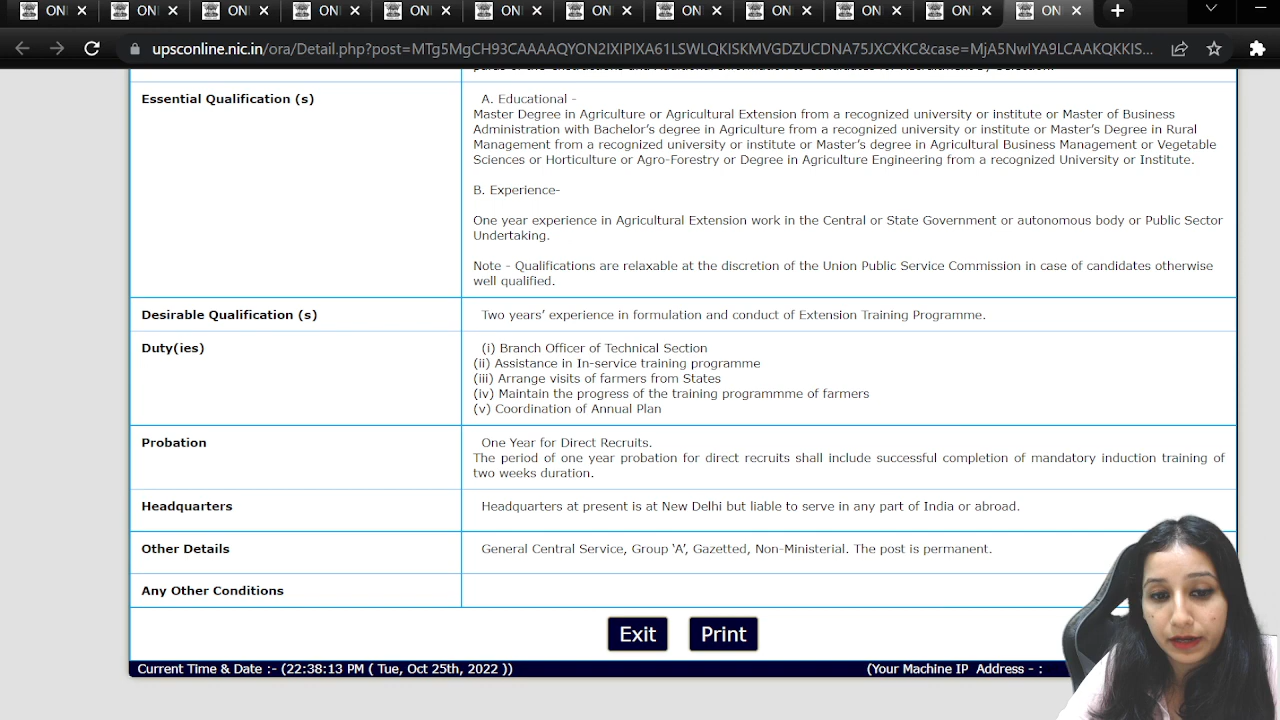 ON
ON
ON
ON
ON
ON
ON
ON
ON
ON
ON
ON
upsconline.nic.in/ora/Detail.php?post=MTg5MgCH93CAAAAQYON2IXIPIXA61LSWLQKISKMVGDZUCDNA75JXCXKC&case=MjA5NwIYA9LCAAKQKKIS...
Essential Qualification (s)
A. Educational -
Master Degree in Agriculture or Agricultural Extension from a recognized university or institute or Master of Business
Administration with Bachelor's degree in Agriculture from a recognized university or institute or Master's Degree in Rural
Management from a recognized university or institute or Master's degree in Agricultural Business Management or Vegetable
Sciences or Horticulture or Agro-Forestry or Degree in Agriculture Engineering from a recognized University or Institute.
B. Experience-
One year experience in Agricultural Extension work in the Central or State Government or autonomous body or Public Sector
Undertaking.
Note - Qualifications are relaxable at the discretion of the Union Public Service Commission in case of candidates otherwise
well qualified.
Desirable Qualification (s)
Two years' experience in formulation and conduct of Extension Training Programme.
Duty(ies)
(i) Branch Officer of Technical Section
(ii) Assistance in In-service training programme
(iii) Arrange visits of farmers from States
(iv) Maintain the progress of the training programmme of farmers
(v) Coordination of Annual Plan
Probation
One Year for Direct Recruits.
The period of one year probation for direct recruits shall include successful completion of mandatory induction training of
two weeks duration.
Headquarters
Headquarters at present is at New Delhi but liable to serve in any part of India or abroad.
Other Details
General Central Service, Group 'A', Gazetted, Non-Ministerial. The post is permanent.
Any Other Conditions
Exit
Print
Current Time & Date :- (22:38:13 PM ( Tue, Oct 25th, 2022 ))
(Your Machine IP Address - :